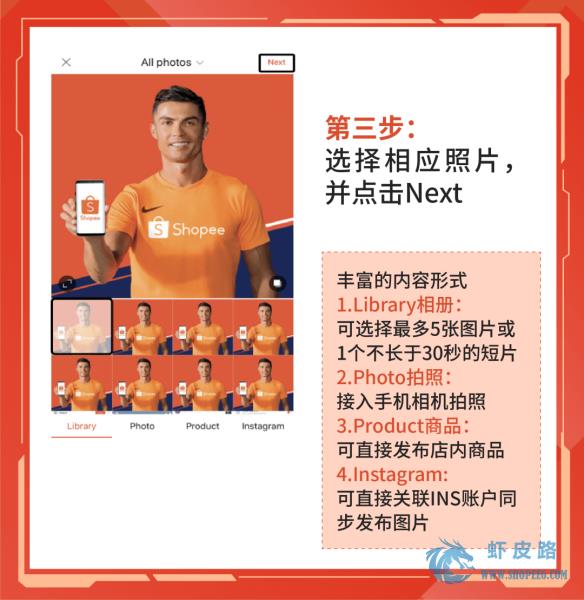 All photos
Next
Shopee
第三步：
选择相应照片，
并点击Next
丰富的内容形式
1.Library相册：
可选择最多5张图片或
1个不长于30秒的短片
2.Photo拍照：
接入手机相机拍照
3.Product商品：
可直接发布店内商品
4.Instagram:
可直接关联INS账户同
步发布图片
Library
Photo
Product
Instagram
虾皮路
WWW.SHOPEE6.COM